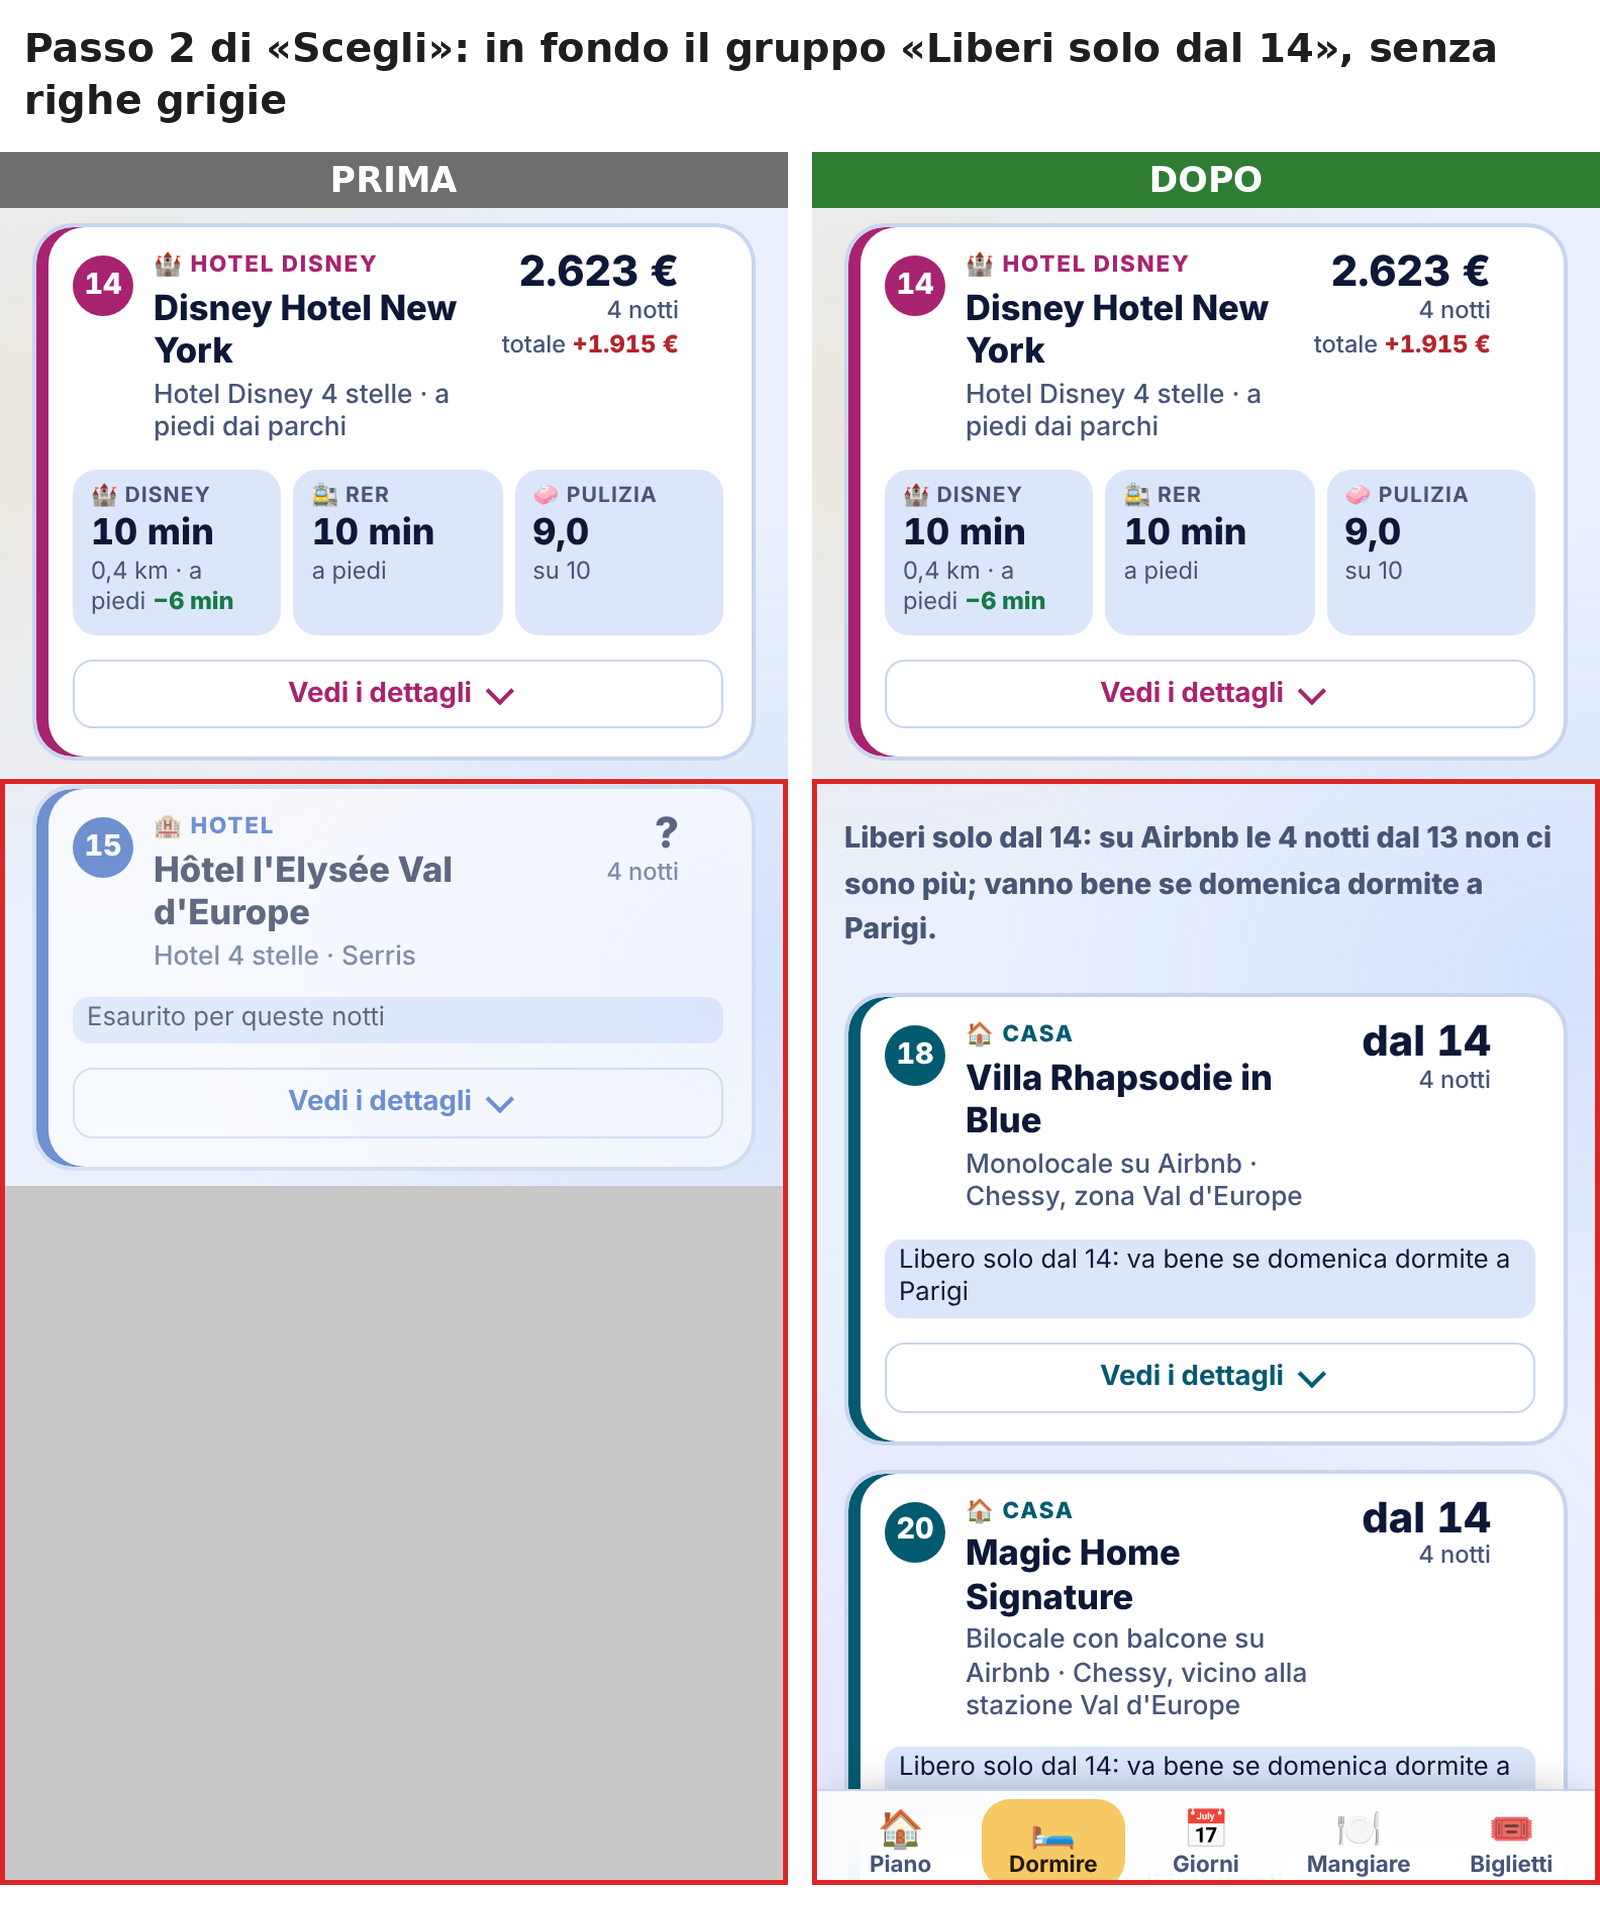 Passo 2 di «Scegli»: in fondo il gruppo «Liberi solo dal 14», senza
righe grigie
PRIMA
14
HOTEL DISNEY
2.623 €
Disney Hotel New
York
4 notti
totale +1.915 €
Hotel Disney 4 stelle · a
piedi dai parchi
DISNEY
10 min
0,4 km · a
piedi −6 min
RER
10 min
a piedi
PULIZIA
9,0
su 10
Vedi i dettagli
15
HOTEL
?
Hôtel l'Elysée Val
d'Europe
4 notti
Hotel 4 stelle · Serris
Esaurito per queste notti
Vedi i dettagli
DOPO
14
HOTEL DISNEY
2.623 €
Disney Hotel New
York
4 notti
totale +1.915 €
Hotel Disney 4 stelle · a
piedi dai parchi
DISNEY
10 min
0,4 km · a
piedi −6 min
RER
10 min
a piedi
PULIZIA
9,0
su 10
Vedi i dettagli
Liberi solo dal 14: su Airbnb le 4 notti dal 13 non ci
sono più; vanno bene se domenica dormite a
Parigi.
18
CASA
dal 14
Villa Rhapsodie in
Blue
4 notti
Monolocale su Airbnb ·
Chessy, zona Val d'Europe
Libero solo dal 14: va bene se domenica dormite a
Parigi
Vedi i dettagli
20
CASA
dal 14
Magic Home
Signature
4 notti
Bilocale con balcone su
Airbnb · Chessy, vicino alla
stazione Val d'Europe
Libero solo dal 14: va bene se domenica dormite a
Piano
Dormire
July
17
Giorni
Mangiare
Biglietti